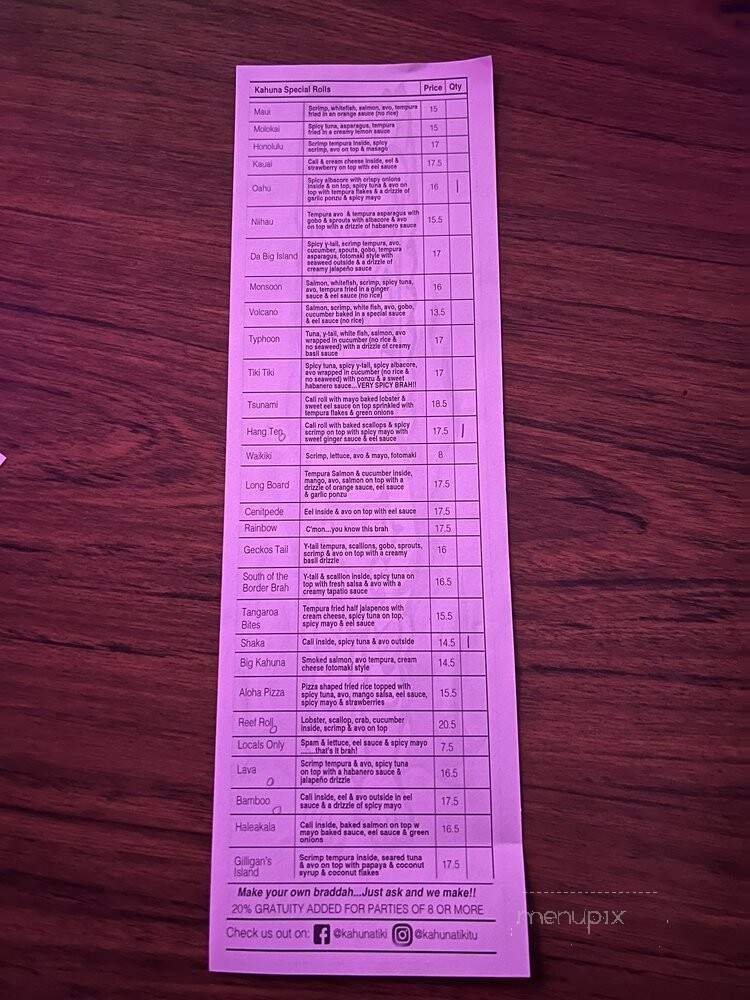 Kahuna Special Rolls Price Qty
Maui Scrimp, whitefish, salmon, avo, tempura 15
fried in an orange sauce (no rice)
Molokai Spicy tuna, asparagus, tempura 15
fried in a creamy lemon sauce
Honolulu Scrimp tempura inside, spicy 17
scrimp, avo on top & masago
Kauai Cali & cream cheese inside, eel & 17.5
strawberry on top with eel sauce
Oahu Spicy albacore with crispy onions 16 |
inside & on top, spicy tuna & avo on
top with tempura flakes & a drizzle of
garlic ponzu & spicy mayo
Niihau Tempura avo & tempura asparagus with 15.5
gobo & sprouts with albacore & avo
on top with a drizzle of habanero sauce
Da Big Island Spicy y-tail, scrimp tempura, avo, 17
cucumber, spouts, gobo, tempura
asparagus, fotomaki style with
seaweed outside & a drizzle of
creamy jalapeño sauce
Monsoon Salmon, whitefish, scrimp, spicy tuna, 16
avo, tempura fried in a ginger
sauce & eel sauce (no rice)
Volcano Salmon, scrimp, white fish, avo, gobo, 13.5
cucumber baked in a special sauce
& eel sauce (no rice)
Typhoon Tuna, y-tail, white fish, salmon, avo 17
wrapped in cucumber (no rice &
no seaweed) with a drizzle of creamy
basil sauce
Tiki Tiki Spicy tuna, spicy y-tail, spicy albacore, 17
avo wrapped in cucumber (no rice &
no seaweed) with ponzu & a sweet
habanero sauce...VERY SPICY BRAH!!
Tsunami Cali roll with mayo baked lobster & 18.5
sweet eel sauce on top sprinkled with
tempura flakes & green onions
Hang Ten Cali roll with baked scallops & spicy 17.5 |
scrimp on top with spicy mayo with
sweet ginger sauce & eel sauce
Waikiki Scrimp, lettuce, avo & mayo, fotomaki 8
Long Board Tempura Salmon & cucumber inside, 17.5
mango, avo, salmon on top with a
drizzle of orange sauce, eel sauce
& garlic ponzu
Cenitpede Eel inside & avo on top with eel sauce 17.5
Rainbow C'mon...you know this brah 17.5
Geckos Tail Y-tail tempura, scallions, gobo, sprouts, 16
scrimp & avo on top with a creamy
basil drizzle
South of the Border Brah Y-tail & scallion inside, spicy tuna on 16.5
top with fresh salsa & avo with a
creamy tapatio sauce
Tangaroa Bites Tempura fried half jalapenos with 15.5
cream cheese, spicy tuna on top,
spicy mayo & eel sauce
Shaka Cali inside, spicy tuna & avo outside 14.5 |
Big Kahuna Smoked salmon, avo tempura, cream 14.5
cheese fotomaki style
Aloha Pizza Pizza shaped fried rice topped with 15.5
spicy tuna, avo, mango salsa, eel sauce,
spicy mayo & strawberries
Reef Roll Lobster, scallop, crab, cucumber 20.5
inside, scrimp & avo on top
Locals Only Spam & lettuce, eel sauce & spicy mayo 7.5
.......that's it brah!
Lava Scrimp tempura & avo, spicy tuna 16.5
on top with a habanero sauce &
jalapeño drizzle
Bamboo Cali inside, eel & avo outside in eel 17.5
sauce & a drizzle of spicy mayo
Haleakala Cali inside, baked salmon on top w 16.5
mayo baked sauce, eel sauce & green
onions
Gilligan's Island Scrimp tempura inside, seared tuna 17.5
& avo on top with papaya & coconut
syrup & coconut flakes
Make your own braddah...Just ask and we make!!
20% GRATUITY ADDED FOR PARTIES OF 8 OR MORE
Check us out on: @kahunatiki @kahunatikitu
menupix